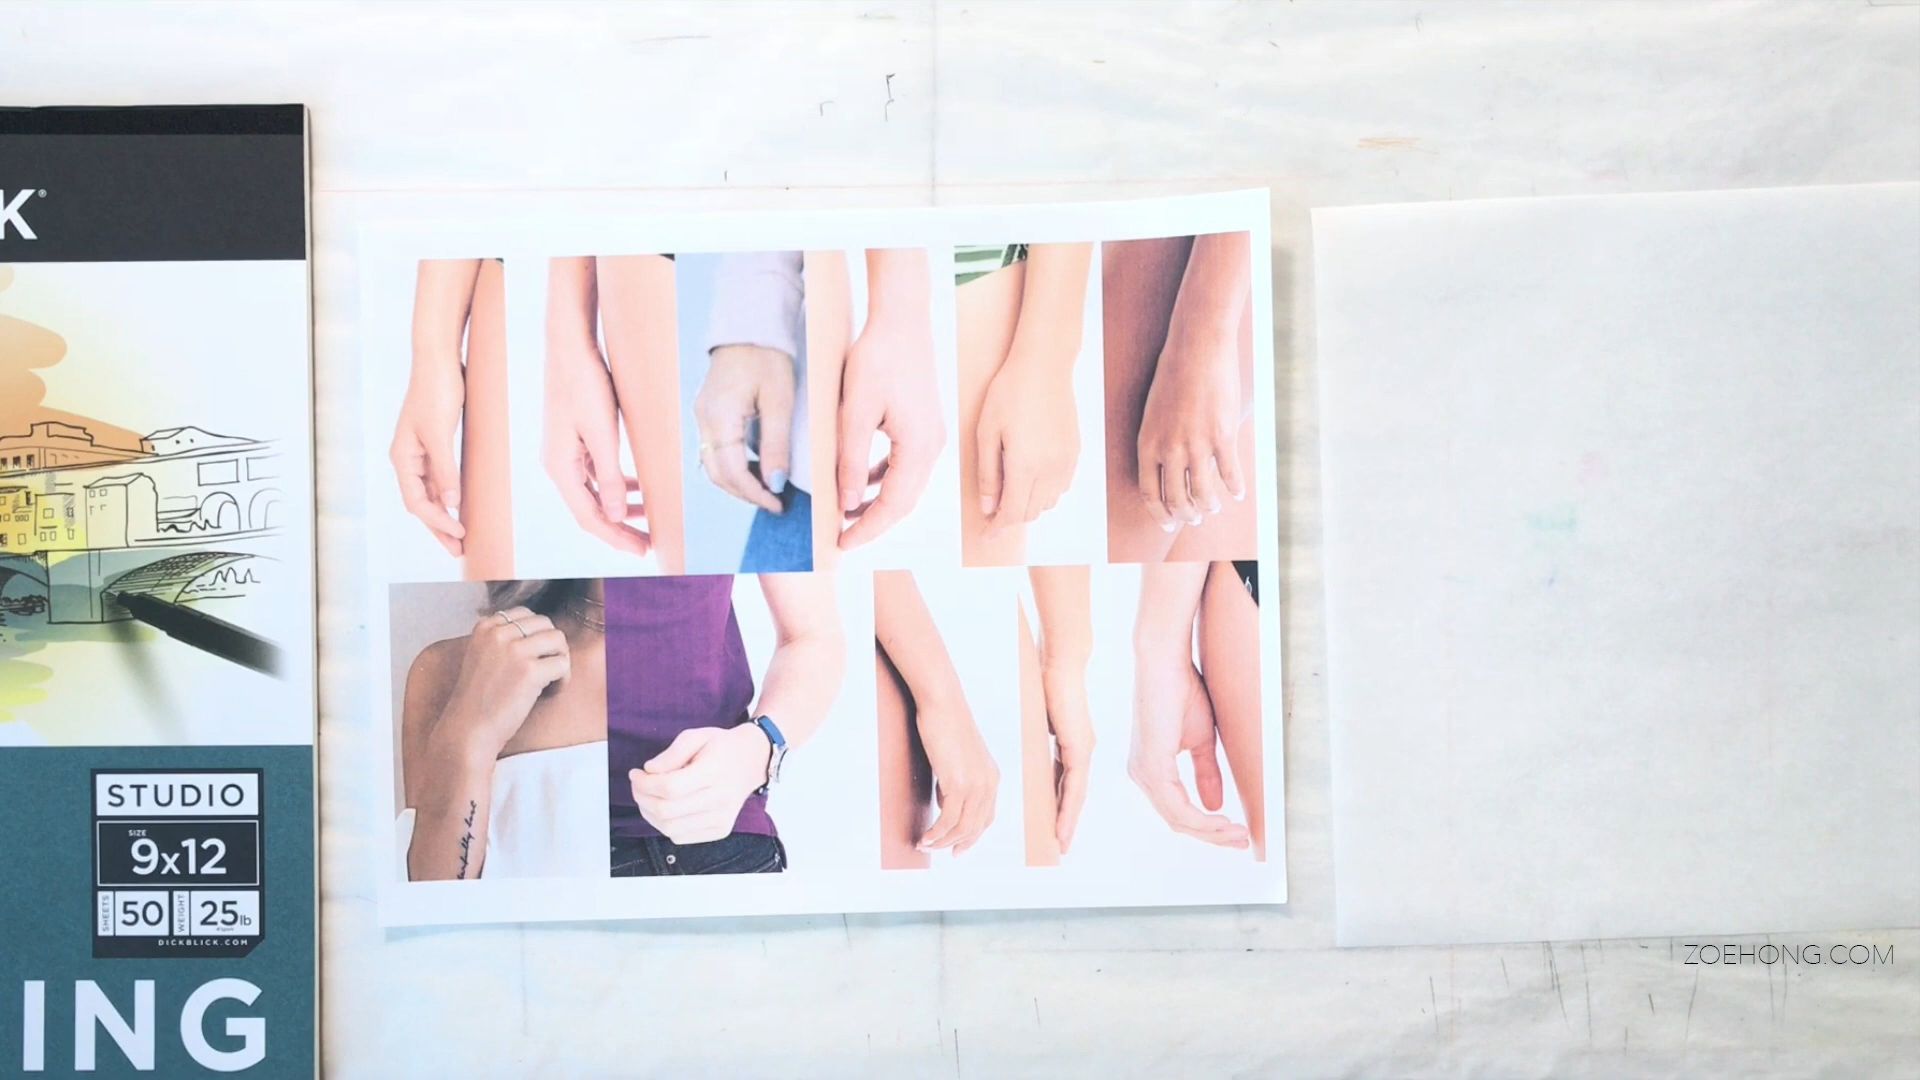 K®
STUDIO
SIZE
9x12
SHEETS
50
WEIGHT
25lb
DICKBLICK.COM
ING
ZOEHONG.COM